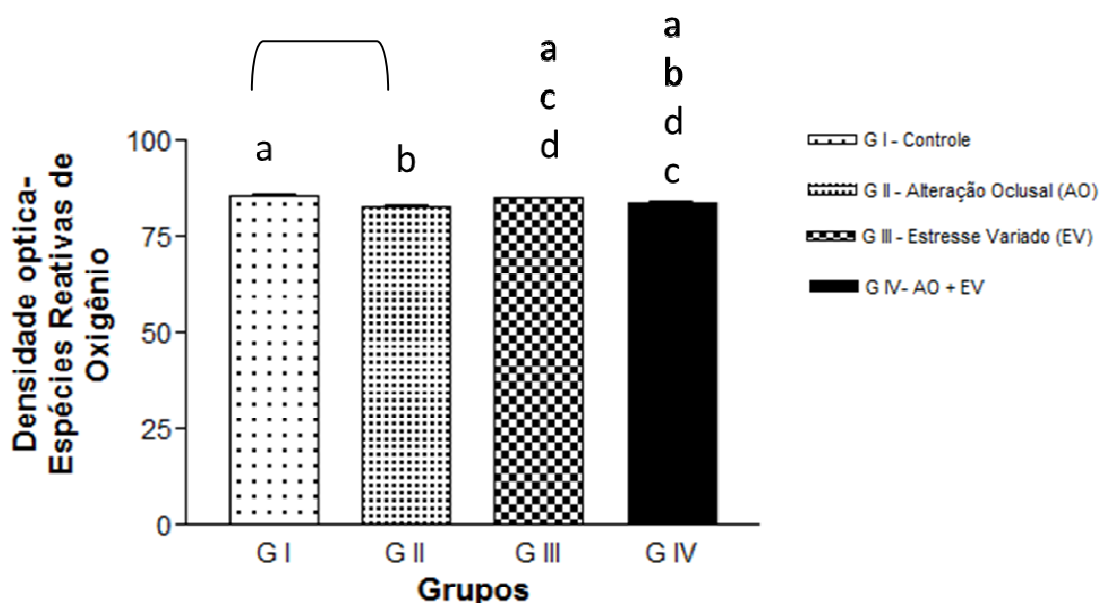 a
c
d
a
b
d
c
a
b
100
75
50
25
0
Densidade optica-
Espécies Reativas de
Oxigênio
G I
G II
G III
G IV
Grupos
G I - Controle
G II - Alteração Oclusal (AO)
G III - Estresse Variado (EV)
G IV- AO + EV